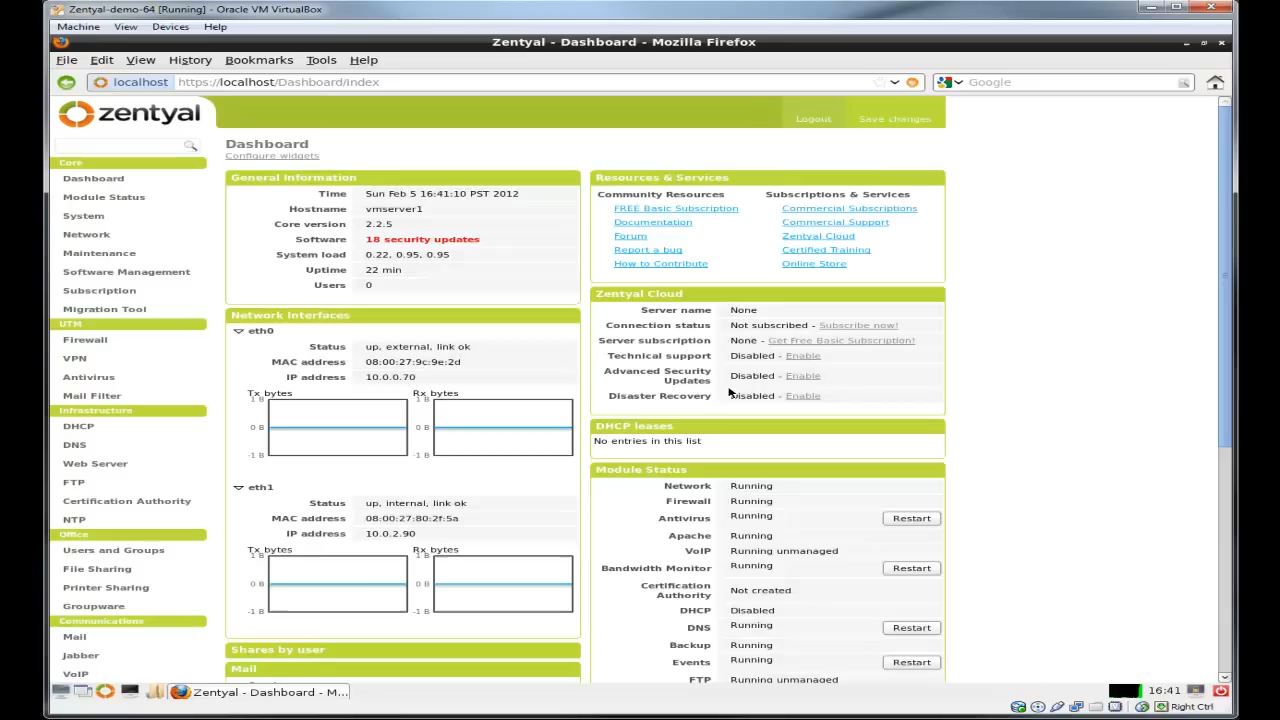 Zentyal-demo-64 [Running] - Oracle VM VirtualBox
Machine View Devices Help
Zentyal - Dashboard - Mozilla Firefox
File Edit View History Bookmarks Tools Help
localhost https://localhost/Dashboard/Index
Google
zentyal
Logout Save changes
Core
Dashboard
Module Status
System
Network
Maintenance
Software Management
Subscription
Migration Tool
UTM
Firewall
VPN
Antivirus
Mail Filter
Infrastructure
DHCP
DNS
Web Server
FTP
Certification Authority
NTP
Office
Users and Groups
File Sharing
Printer Sharing
Groupware
Communications
Mail
Jabber
VoIP
Dashboard
Configure widgets
General Information
Time Sun Feb 5 16:41:10 PST 2012
Hostname vmserver1
Core version 2.2.5
Software 18 security updates
System load 0.22, 0.95, 0.95
Uptime 22 min
Users 0
Network Interfaces
eth0
Status up, external, link ok
MAC address 08:00:27:9c:9e:2d
IP address 10.0.0.70
Tx bytes Rx bytes
1 B 1 B
0 B 0 B
-1 B -1 B
eth1
Status up, internal, link ok
MAC address 08:00:27:80:2f:5a
IP address 10.0.2.90
Tx bytes Rx bytes
1 B 1 B
0 B 0 B
-1 B -1 B
Shares by user
Mail
Resources & Services
Community Resources Subscriptions & Services
FREE Basic Subscription Commercial Subscriptions
Documentation Commercial Support
Forum Zentyal Cloud
Report a bug Certified Training
How to Contribute Online Store
Zentyal Cloud
Server name None
Connection status Not subscribed - Subscribe now!
Server subscription None - Get Free Basic Subscription!
Technical support Disabled - Enable
Advanced Security
Updates Disabled - Enable
Disaster Recovery Disabled - Enable
DHCP leases
No entries in this list
Module Status
Network Running
Firewall Running
Antivirus Running Restart
Apache Running
VoIP Running unmanaged
Bandwidth Monitor Running Restart
Certification
Authority Not created
DHCP Disabled
DNS Running Restart
Backup Running
Events Running Restart
FTP Running unmanaged
Zentyal - Dashboard - M...
16:41
Right Ctrl